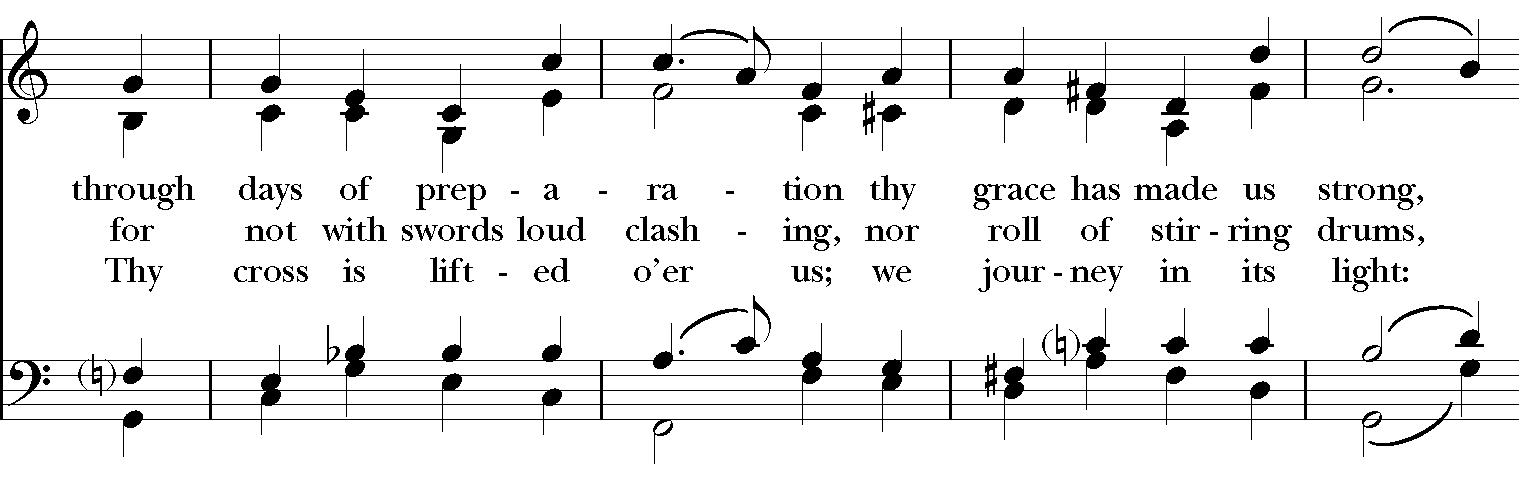 through days of prep - a - ra - tion thy grace has made us strong,
for not with swords loud clash - ing, nor roll of stir - ring drums,
Thy cross is lift - ed o’er us; we jour - ney in its light: